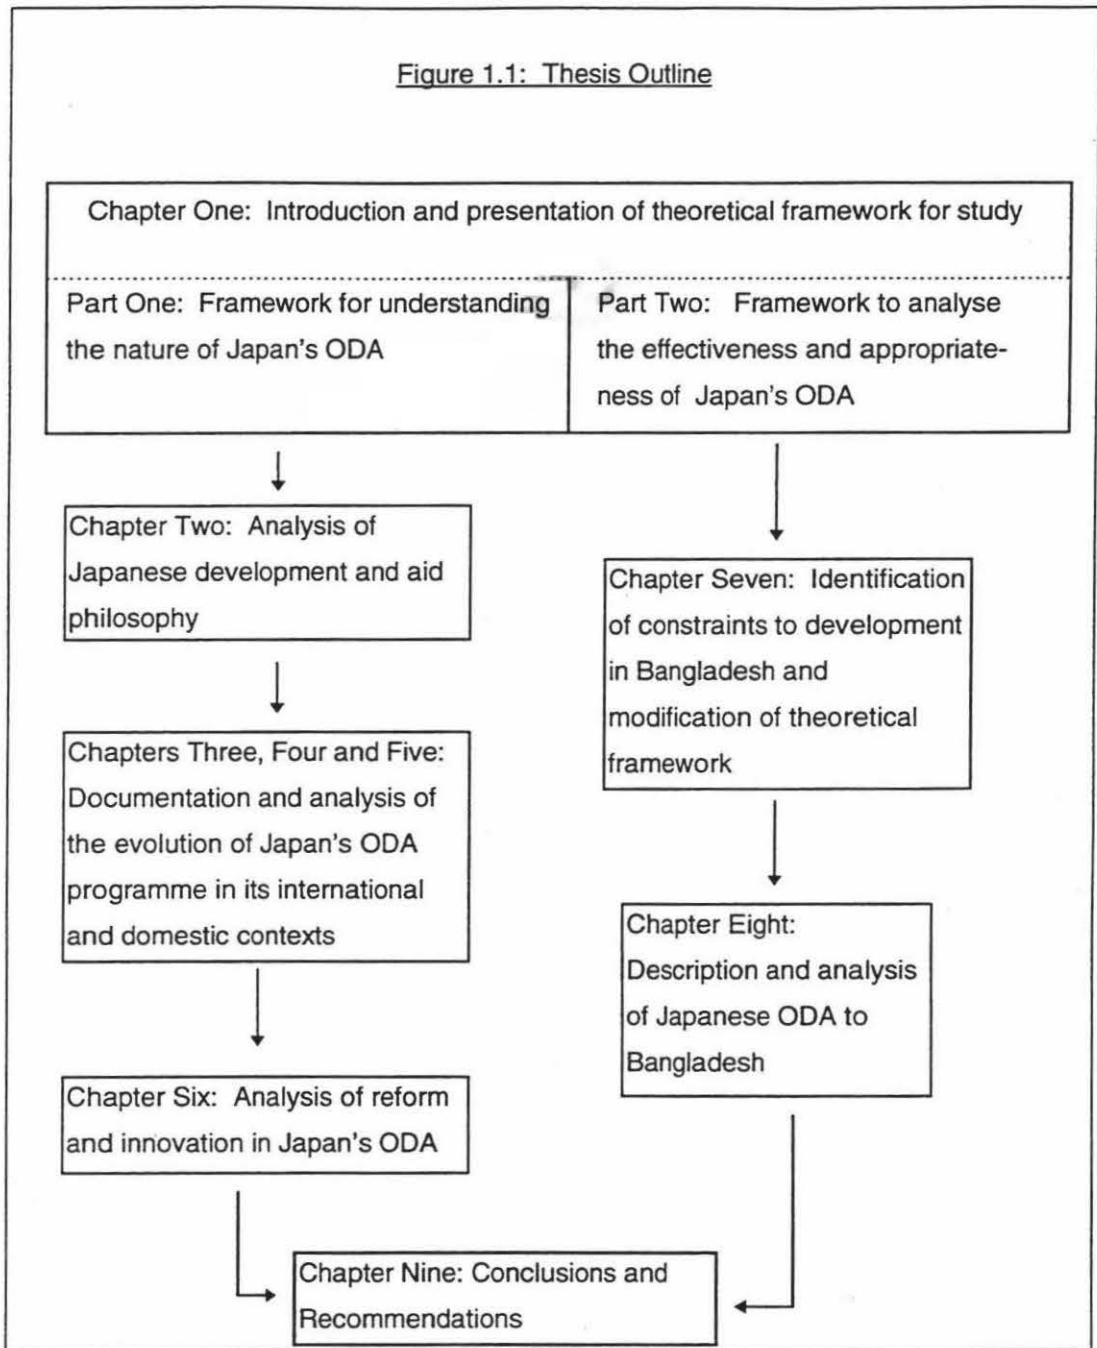 Figure 1.1: Thesis Outline
Chapter One: Introduction and presentation of theoretical framework for study
Part One: Framework for understanding
the nature of Japan's ODA
Part Two: Framework to analyse
the effectiveness and appropriate-
ness of Japan's ODA
Chapter Two: Analysis of
Japanese development and aid
philosophy
Chapters Three, Four and Five:
Documentation and analysis of
the evolution of Japan's ODA
programme in its international
and domestic contexts
Chapter Six: Analysis of reform
and innovation in Japan's ODA
Chapter Seven: Identification
of constraints to development
in Bangladesh and
modification of theoretical
framework
Chapter Eight:
Description and analysis
of Japanese ODA to
Bangladesh
Chapter Nine: Conclusions and
Recommendations